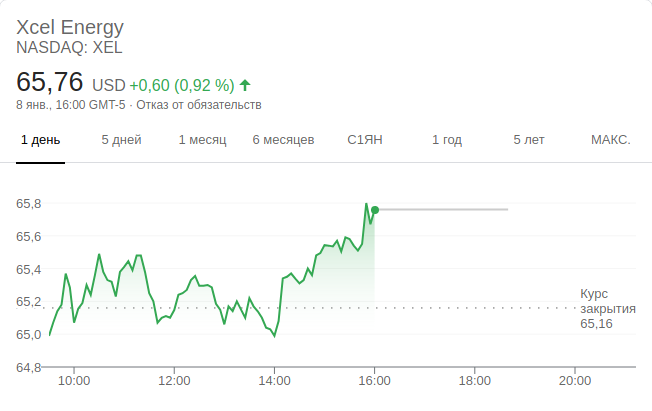 Xcel Energy
NASDAQ: XEL
65,76 USD +0,60 (0,92 %)
8 янв., 16:00 GMT-5 · Отказ от обязательств
1 день 5 дней 1 месяц 6 месяцев С1ЯН 1 год 5 лет МАКС.
65,8
65,6
65,4
65,2
65,0
64,8
Курс
закрытия
65,16
10:00 12:00 14:00 16:00 18:00 20:00